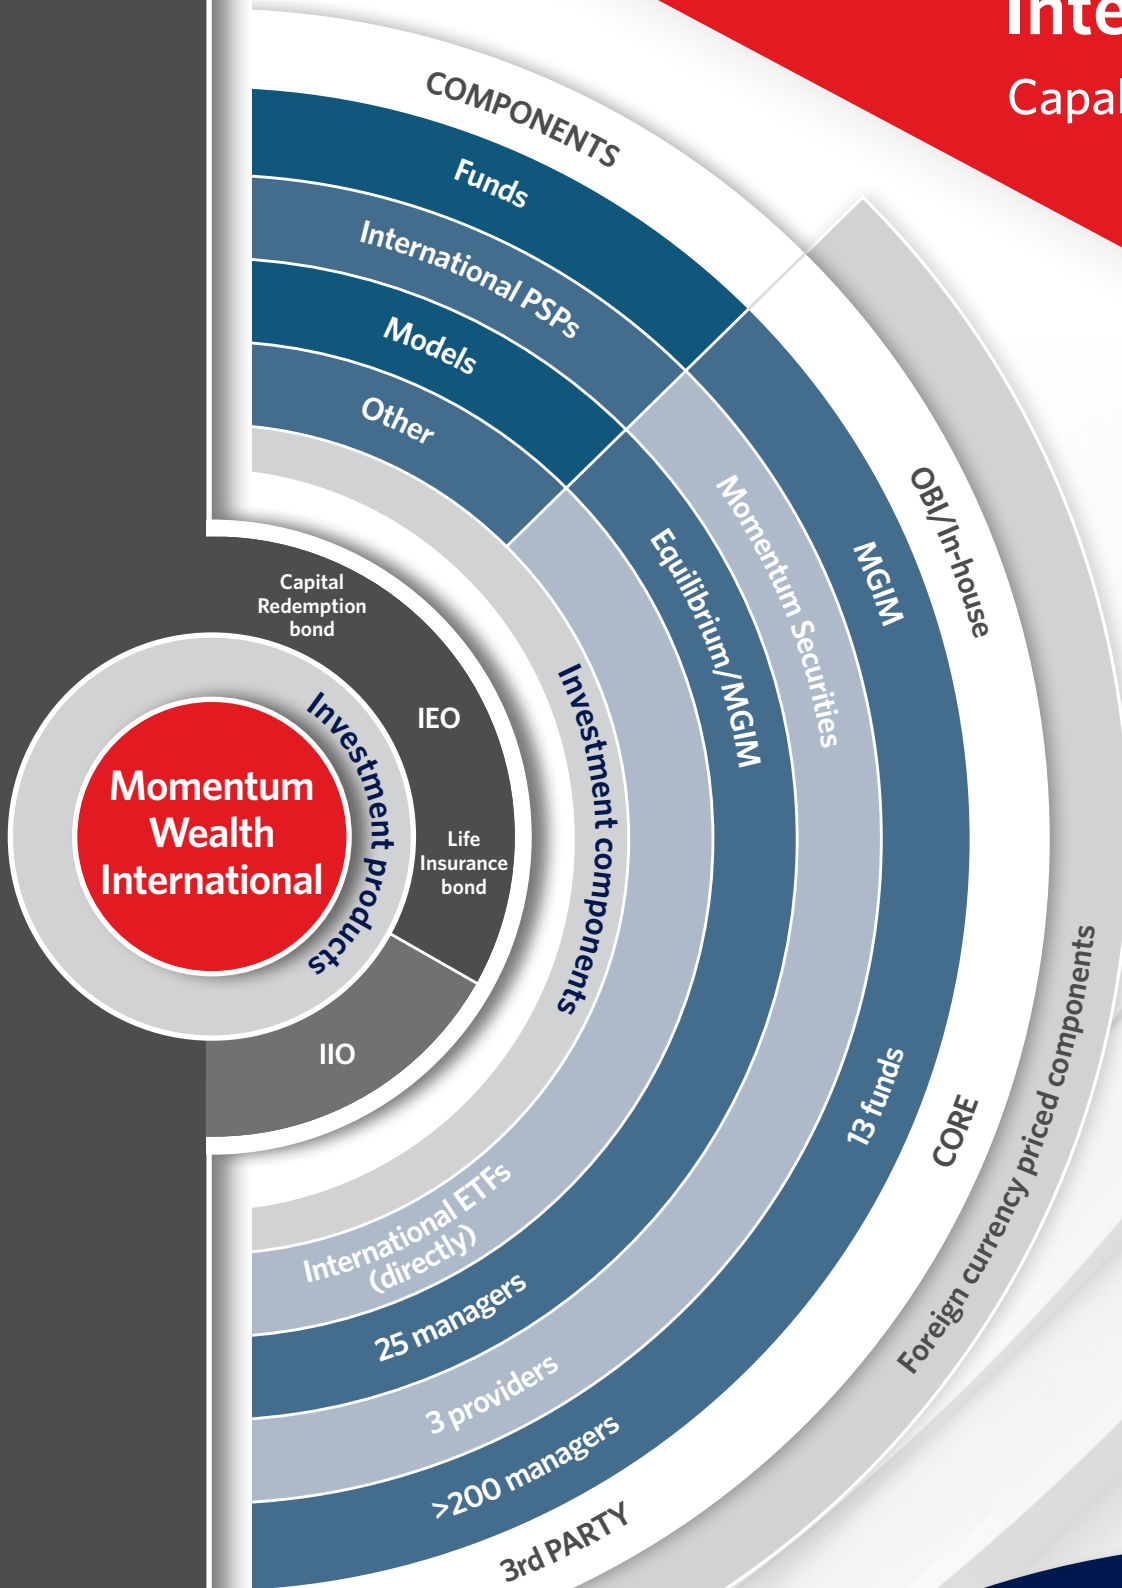 COMPONENTS
Funds
International PSPs
Models
Other
OBI/In-house
MGIM
Momentum Securities
Equilibrium/MGIM
Investment components
Capital
Redemption
bond
IEO
Life
Insurance
bond
IIO
Investment products
Momentum
Wealth
International
Foreign currency priced components
CORE
13 funds
International ETFs
(directly)
25 managers
3 providers
>200 managers
3rd PARTY